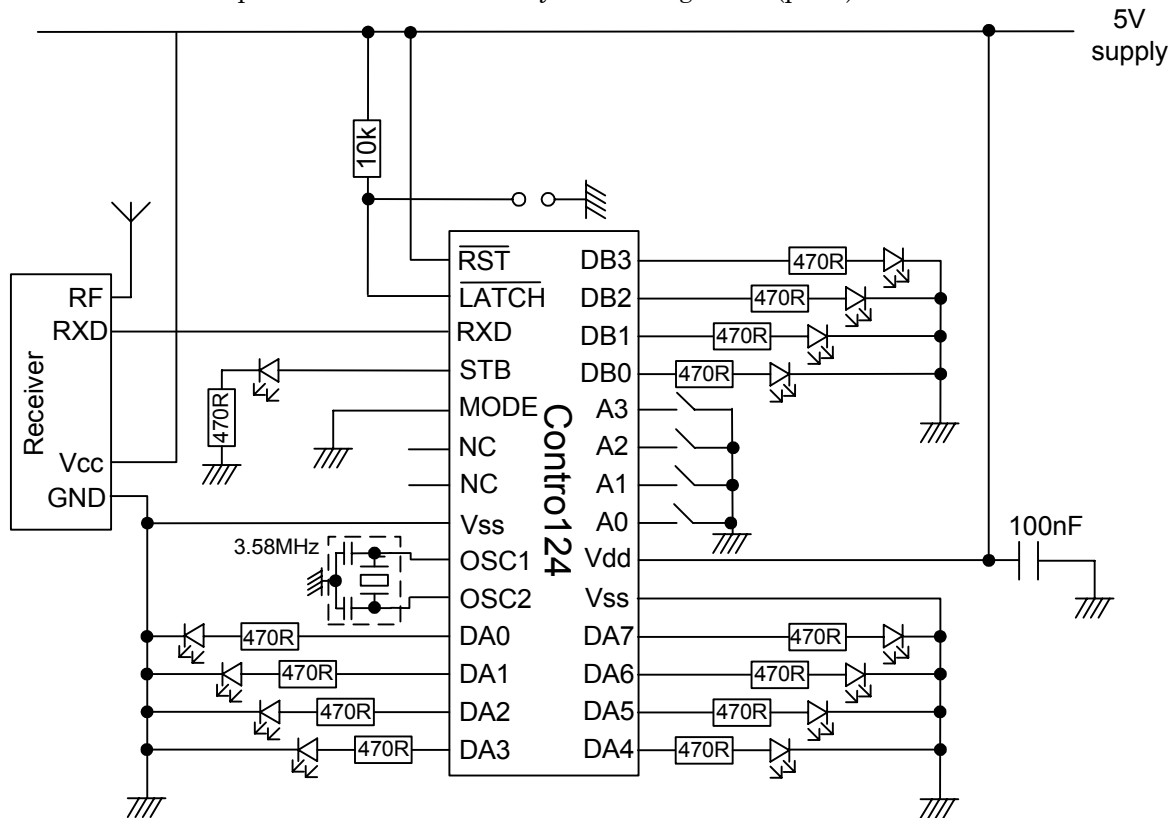 5V
supply
10k
RST
LATCH
RXD
STB
MODE
NC
NC
Vss
OSC1
OSC2
DA0
DA1
DA2
DA3
Contro124
DB3
DB2
DB1
DB0
A3
A2
A1
A0
Vdd
Vss
DA7
DA6
DA5
DA4
RF
RXD
Receiver
Vcc
GND
470R
3.58MHz
470R
470R
470R
470R
470R
470R
470R
470R
100nF
470R
470R
470R
470R